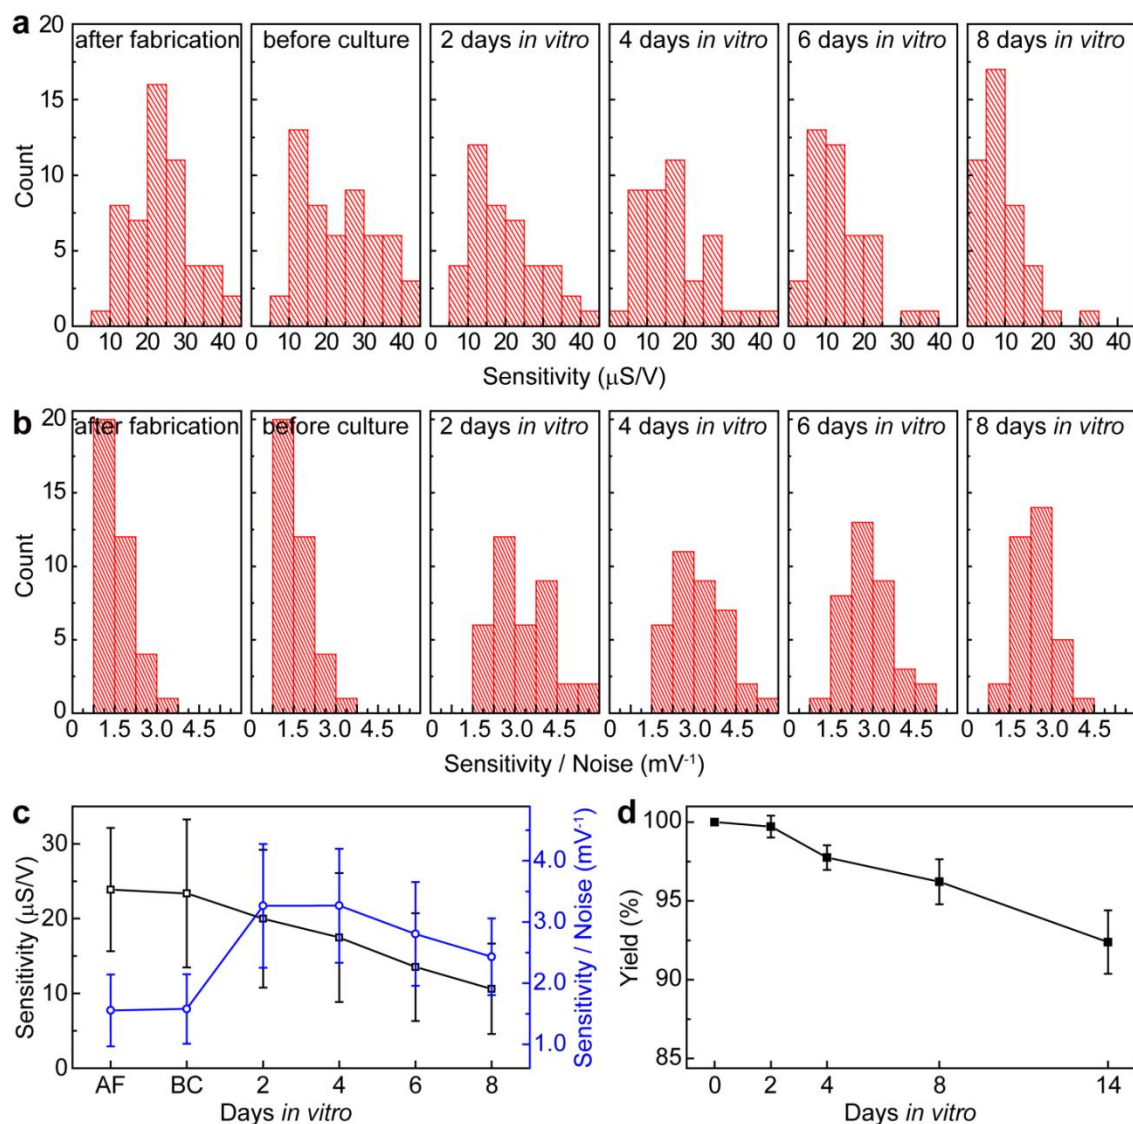 a
after fabrication before culture 2 days in vitro 4 days in vitro 6 days in vitro 8 days in vitro
20
15
10
5
0
Count
0 10 20 30 40 0 10 20 30 40 0 10 20 30 40 0 10 20 30 40 0 10 20 30 40 0 10 20 30 40
Sensitivity (μS/V)
b
after fabrication before culture 2 days in vitro 4 days in vitro 6 days in vitro 8 days in vitro
20
15
10
5
0
Count
0 1.5 3.0 4.5 0 1.5 3.0 4.5 0 1.5 3.0 4.5 0 1.5 3.0 4.5 0 1.5 3.0 4.5 0 1.5 3.0 4.5
Sensitivity / Noise (mV⁻¹)
c
Sensitivity (μS/V)
30
20
10
0
AF BC 2 4 6 8
Days in vitro
4.0
3.0
2.0
1.0
Sensitivity / Noise (mV⁻¹)
d
Yield (%)
100
95
90
85
0 2 4 8 14
Days in vitro